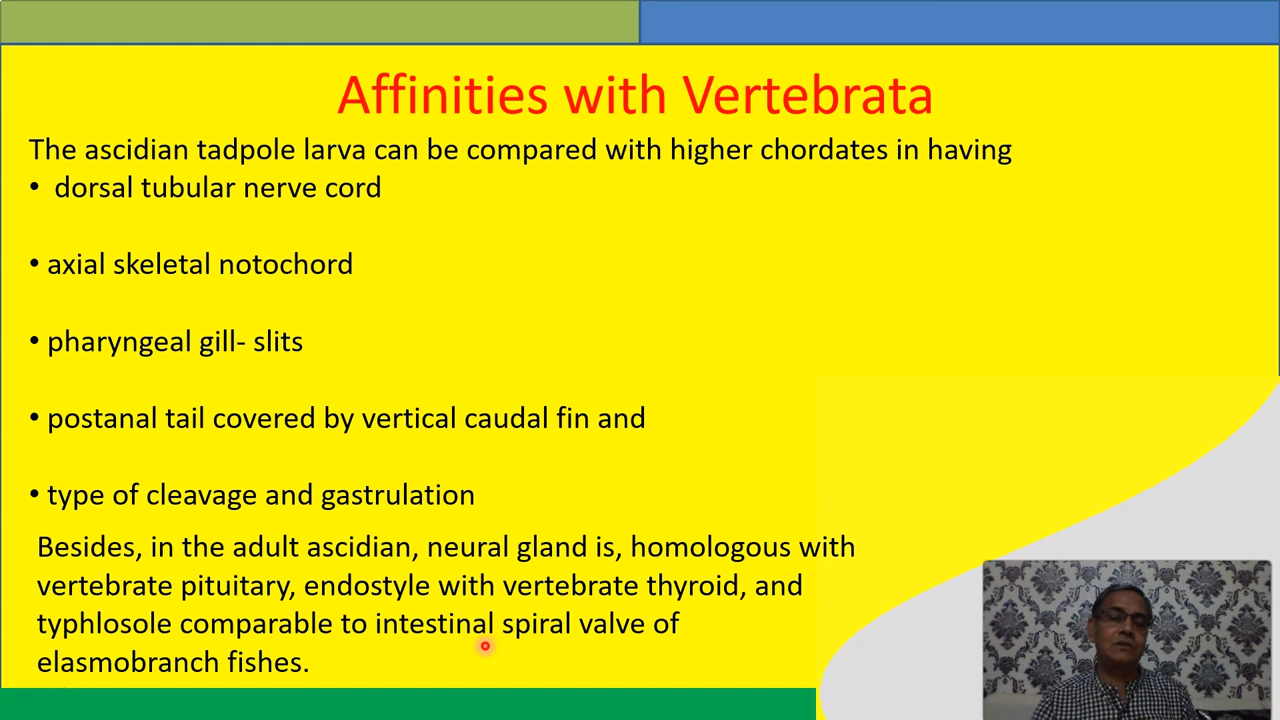 Affinities with Vertebrata
The ascidian tadpole larva can be compared with higher chordates in having
• dorsal tubular nerve cord
• axial skeletal notochord
• pharyngeal gill- slits
• postanal tail covered by vertical caudal fin and
• type of cleavage and gastrulation
Besides, in the adult ascidian, neural gland is, homologous with
vertebrate pituitary, endostyle with vertebrate thyroid, and
typhlosole comparable to intestinal spiral valve of
elasmobranch fishes.